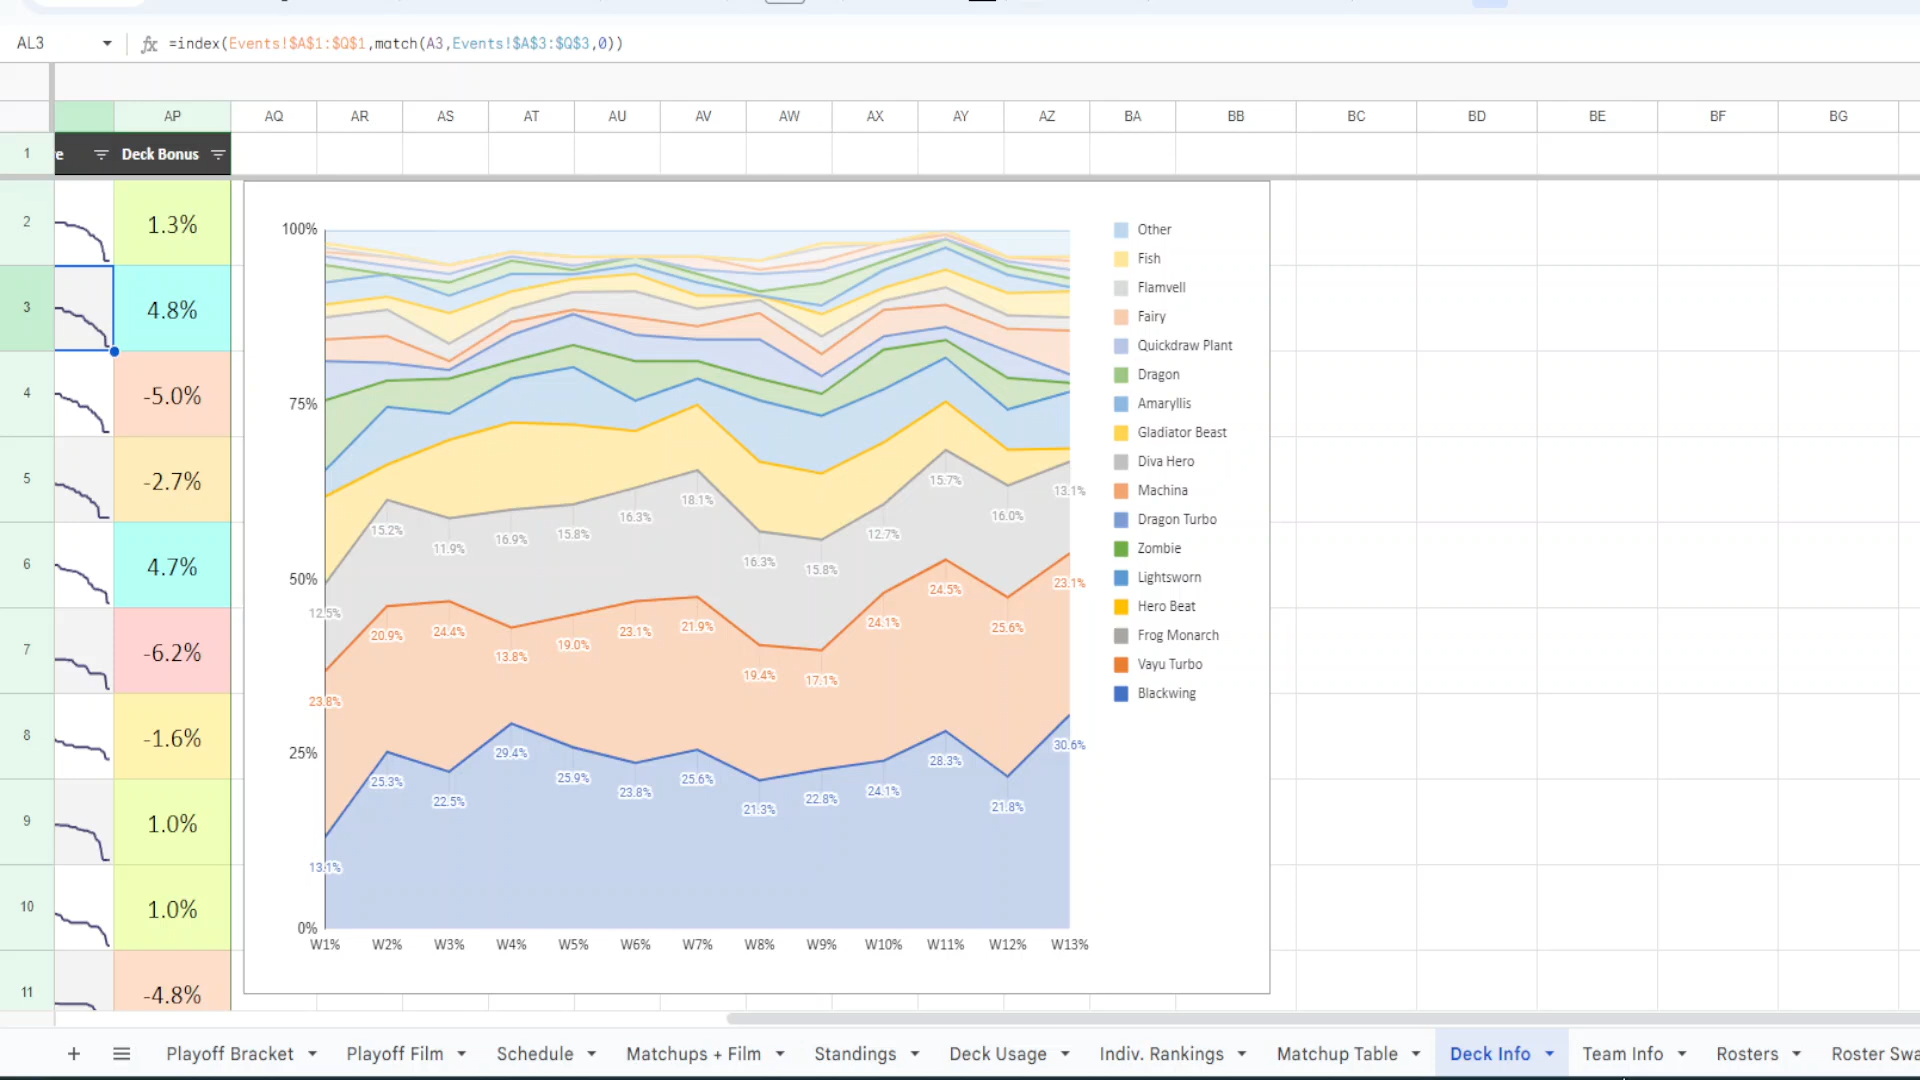 AL3 fx =index(Events!$A$1:$Q$1,match(A3,Events!$A$3:$Q$3,0))
AP AQ AR AS AT AU AV AW AX AY AZ BA BB BC BD BE BF BG
1 e Deck Bonus
2 1.3%
3 4.8%
4 -5.0%
5 -2.7%
6 4.7%
7 -6.2%
8 -1.6%
9 1.0%
10 1.0%
11 -4.8%
100%
75%
50%
25%
0%
15.2% 11.9% 16.9% 15.8% 16.3% 18.1% 16.3% 15.8% 12.7% 15.7% 16.0% 13.1%
12.5%
23.8% 20.9% 24.4% 13.8% 19.0% 23.1% 21.9% 19.4% 17.1% 24.1% 24.5% 25.6% 23.1%
13.1% 25.3% 22.5% 29.4% 25.9% 23.8% 25.6% 21.3% 22.8% 24.1% 28.3% 21.8% 30.6%
W1% W2% W3% W4% W5% W6% W7% W8% W9% W10% W11% W12% W13%
Other
Fish
Flamvell
Fairy
Quickdraw Plant
Dragon
Amaryllis
Gladiator Beast
Diva Hero
Machina
Dragon Turbo
Zombie
Lightsworn
Hero Beat
Frog Monarch
Vayu Turbo
Blackwing
+ Playoff Bracket Playoff Film Schedule Matchups + Film Standings Deck Usage Indiv. Rankings Matchup Table Deck Info Team Info Rosters Roster Swa